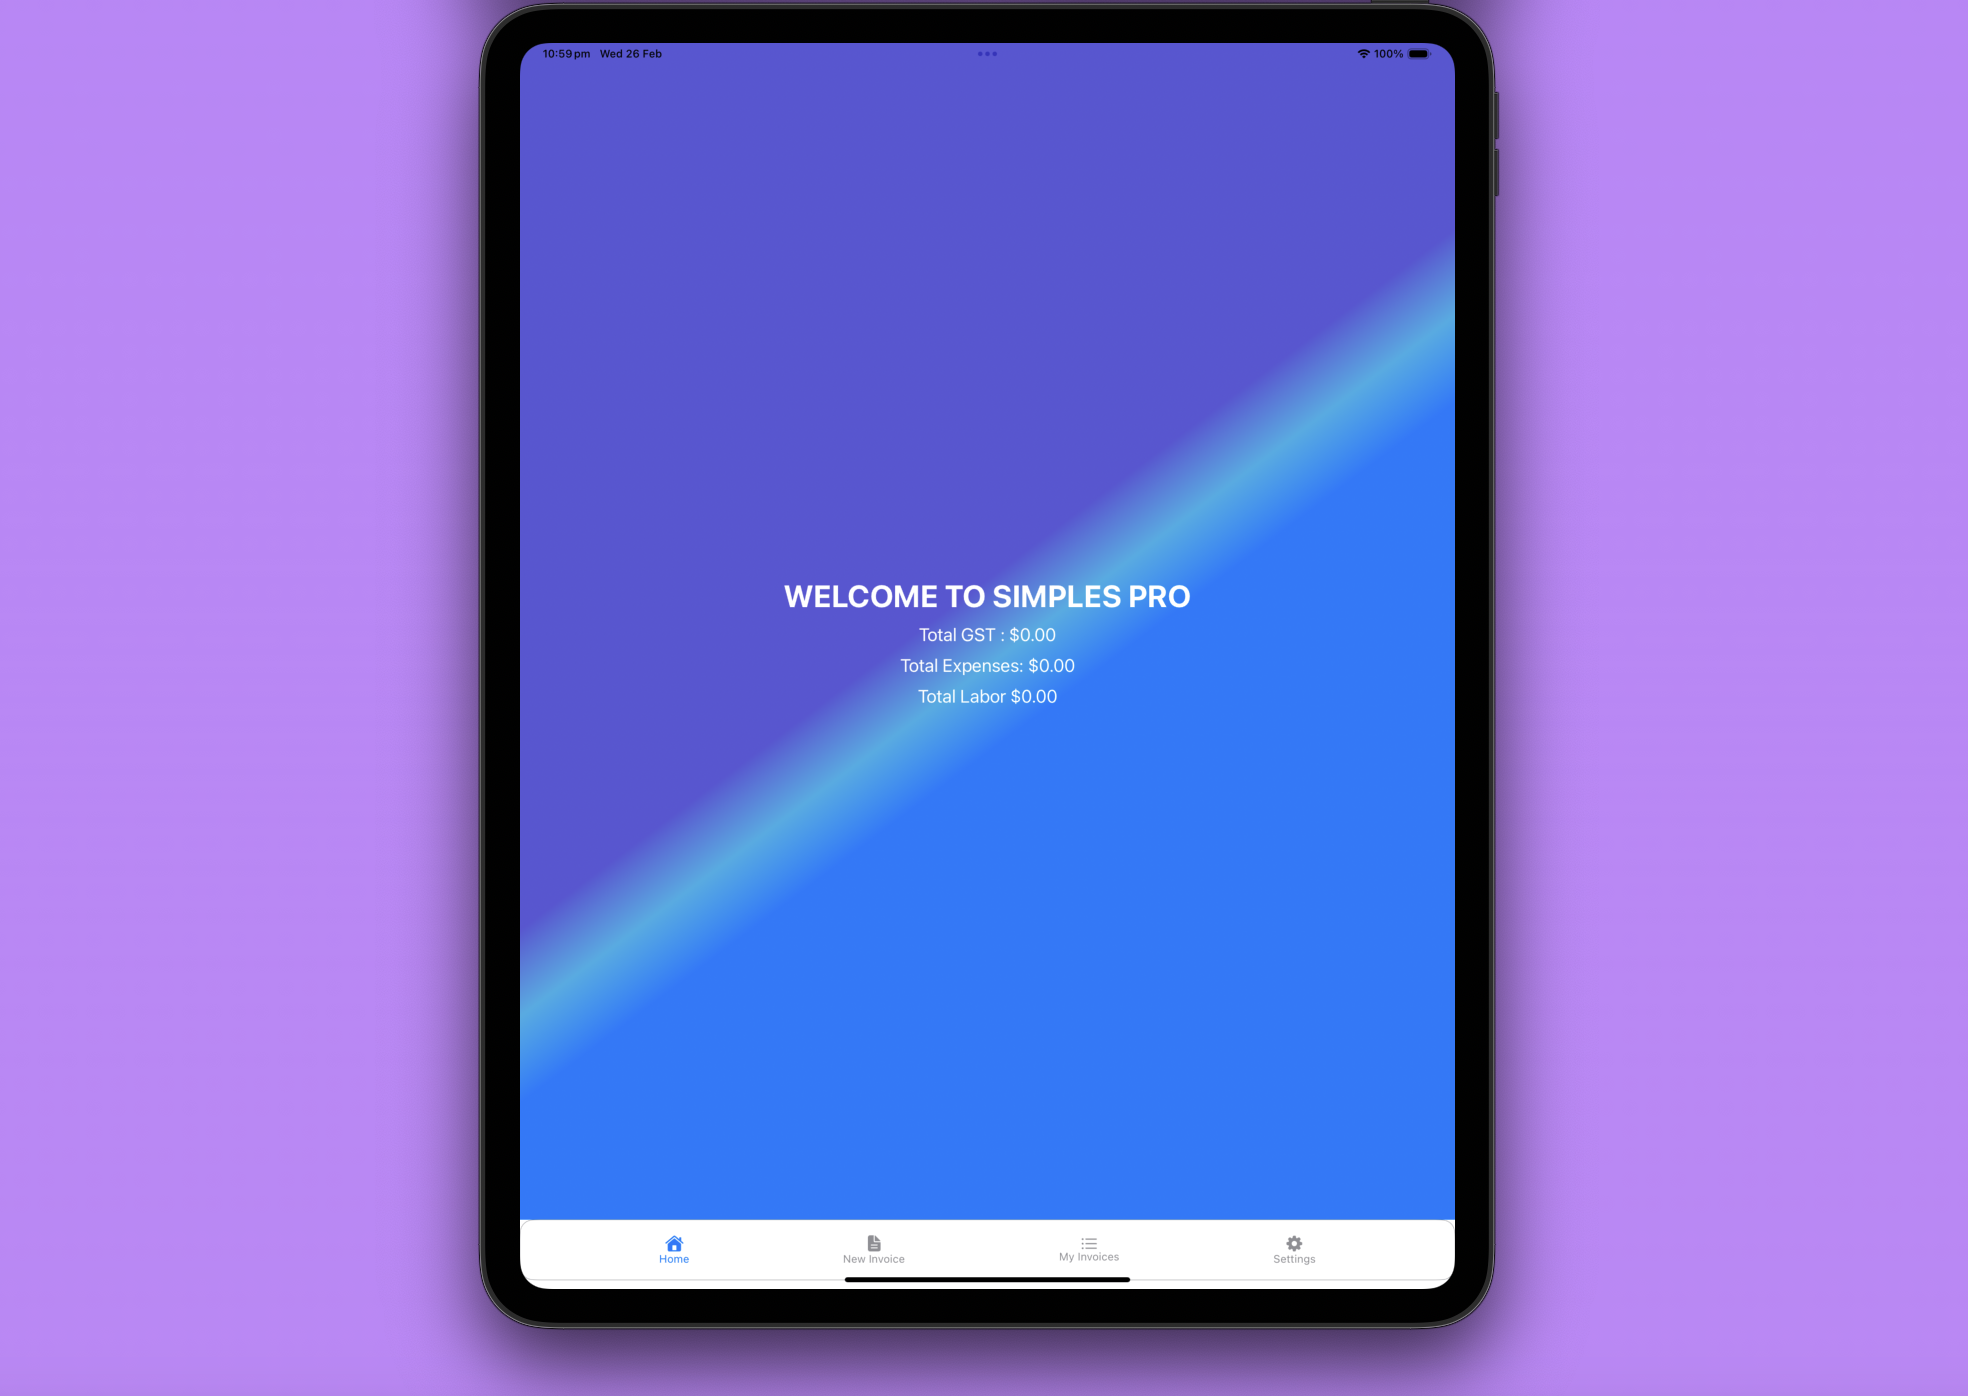 10:59 pm Wed 26 Feb
100%
WELCOME TO SIMPLES PRO
Total GST : $0.00
Total Expenses: $0.00
Total Labor $0.00
Home
New Invoice
My Invoices
Settings